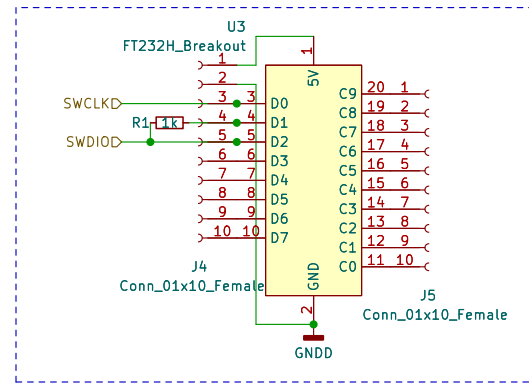 U3
FT232H_Breakout
1
1
5V
2
C9 20 1
SWCLK 3 3 D0
C8 19 2
R1 1k 4 4 D1
C7 18 3
SWDIO 5 5 D2
C6 17 4
6 6 D3
C5 16 5
7 7 D4
C4 15 6
8 8 D5
C3 14 7
9 9 D6
C2 13 8
10 10 D7
C1 12 9
C0 11 10
J4
Conn_01x10_Female
GND
2
J5
Conn_01x10_Female
GNDD